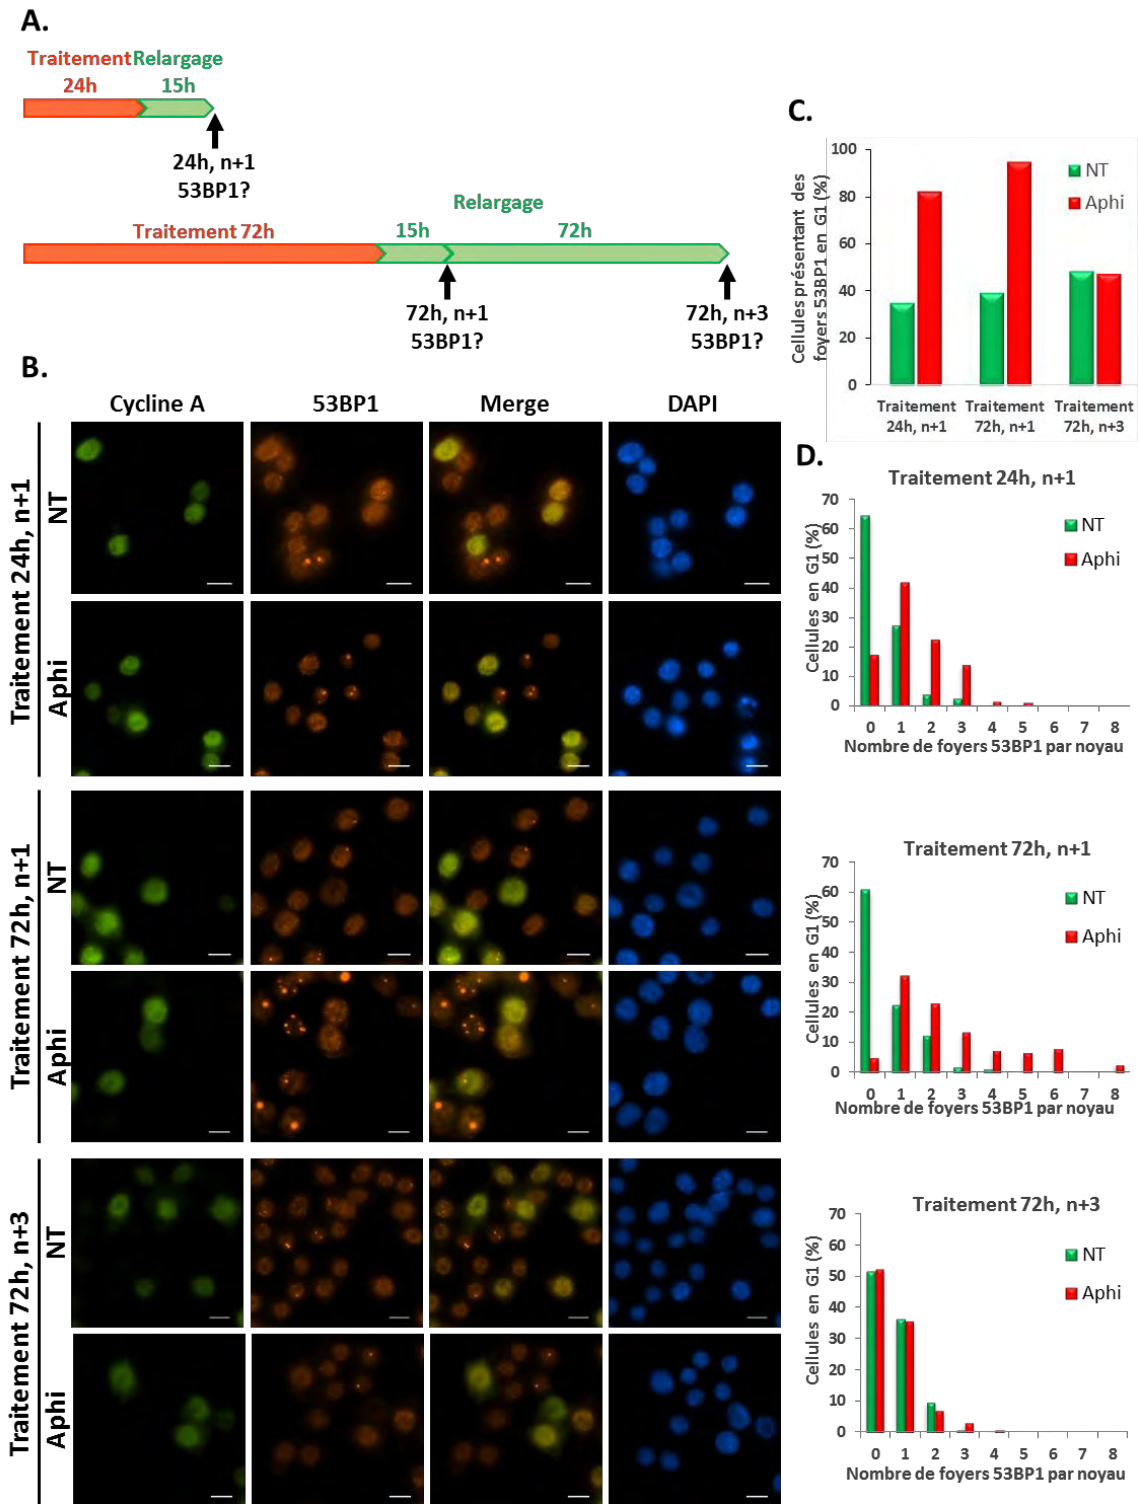 A.
Traitement Relargage
24h 15h
24h, n+1
53BP1?
Relargage
Traitement 72h 15h 72h
72h, n+1 72h, n+3
53BP1? 53BP1?
B.
Cycline A 53BP1 Merge DAPI
Traitement 24h, n+1
NT
Aphi
Traitement 72h, n+1
NT
Aphi
Traitement 72h, n+3
NT
Aphi
C.
Cellules présentant des
foyers 53BP1 en G1 (%)
100
80
60
40
20
0
NT
Aphi
Traitement Traitement Traitement
24h, n+1 72h, n+1 72h, n+3
D.
Traitement 24h, n+1
Cellules en G1 (%)
70
60
50
40
30
20
10
0
NT
Aphi
0 1 2 3 4 5 6 7 8
Nombre de foyers 53BP1 par noyau
Traitement 72h, n+1
Cellules en G1 (%)
70
60
50
40
30
20
10
0
NT
Aphi
0 1 2 3 4 5 6 7 8
Nombre de foyers 53BP1 par noyau
Traitement 72h, n+3
Cellules en G1 (%)
70
60
50
40
30
20
10
0
NT
Aphi
0 1 2 3 4 5 6 7 8
Nombre de foyers 53BP1 par noyau